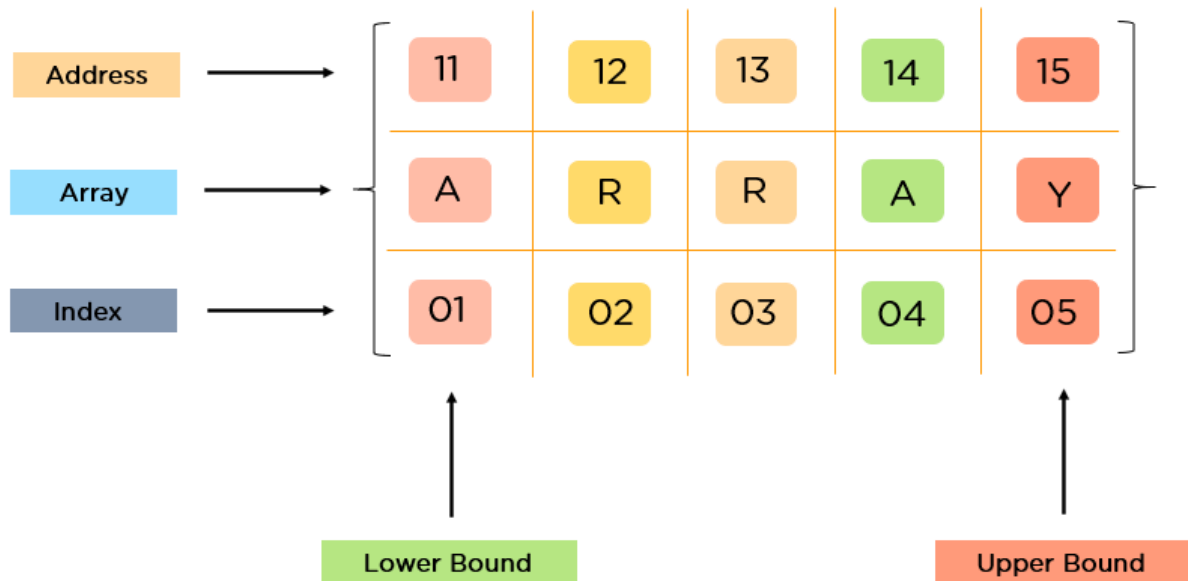 Address 11 12 13 14 15
Array A R R A Y
Index 01 02 03 04 05
Lower Bound Upper Bound